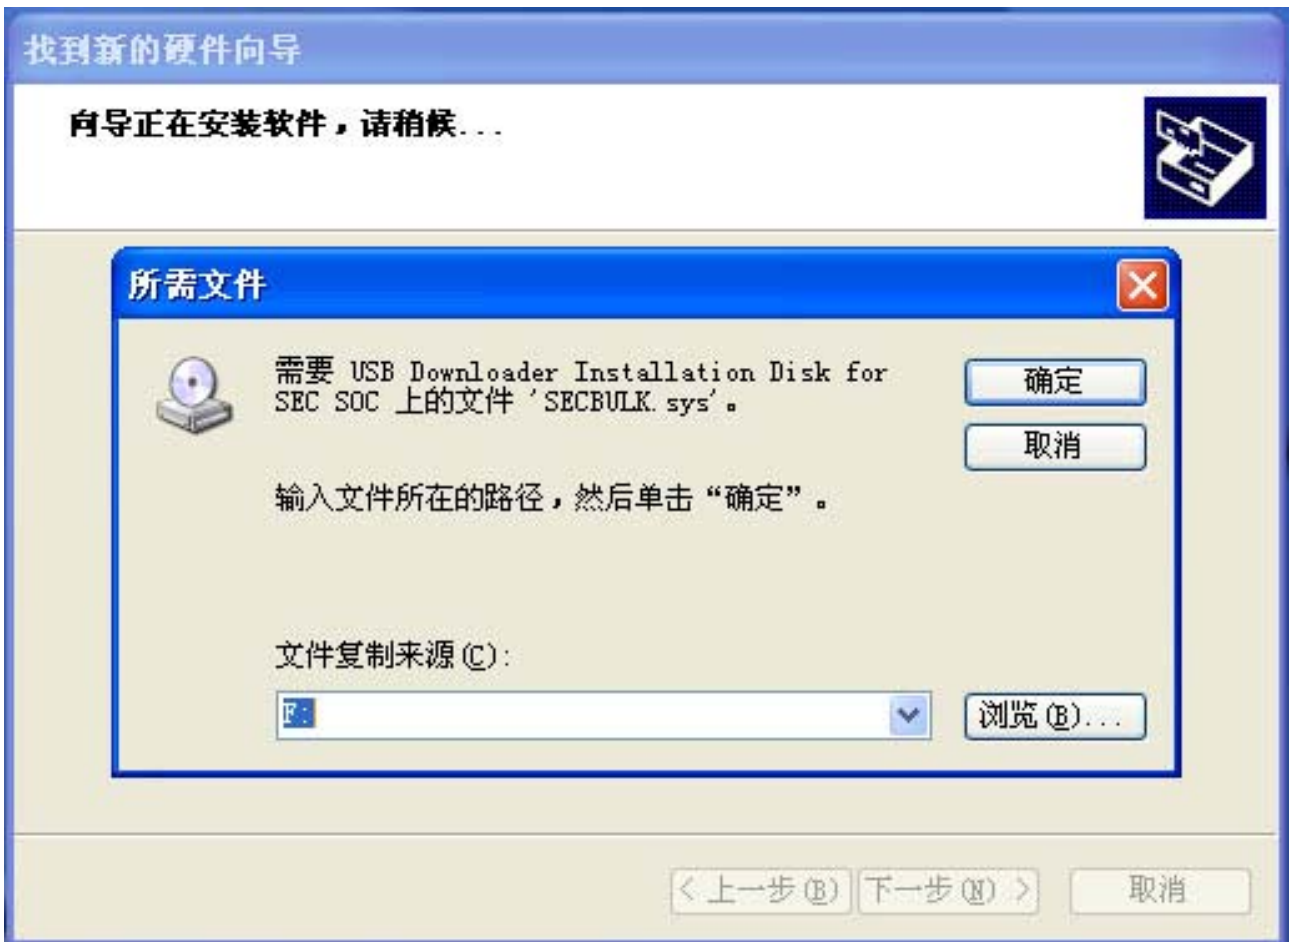 找到新的硬件向导
向导正在安装软件，请稍候...
所需文件
需要 USB Downloader Installation Disk for
SEC SOC 上的文件 'SECBULK.sys'。
确定
取消
输入文件所在的路径，然后单击“确定”。
文件复制来源(C):
F:
浏览(B)...
< 上一步(B)
下一步(N) >
取消